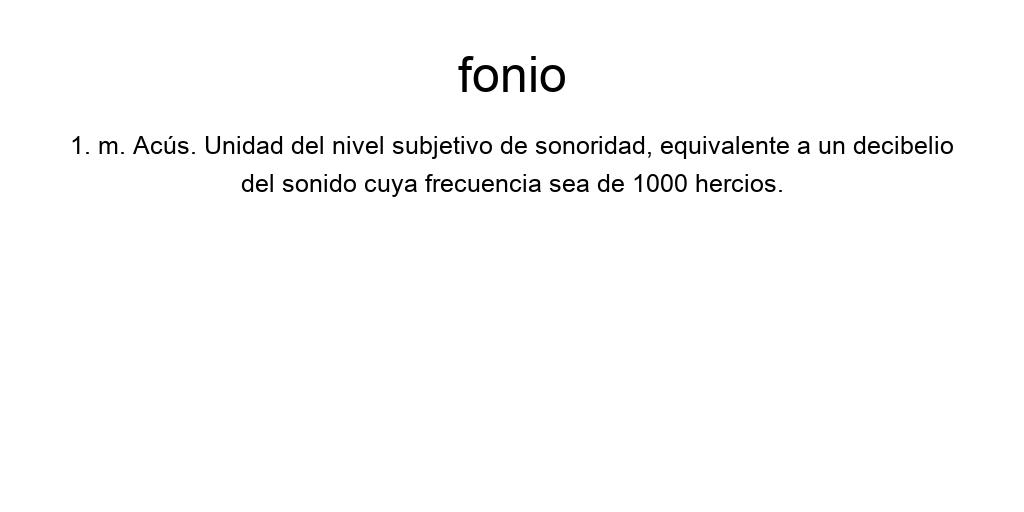 fonio
1. m. Acús. Unidad del nivel subjetivo de sonoridad, equivalente a un decibelio
del sonido cuya frecuencia sea de 1000 hercios.